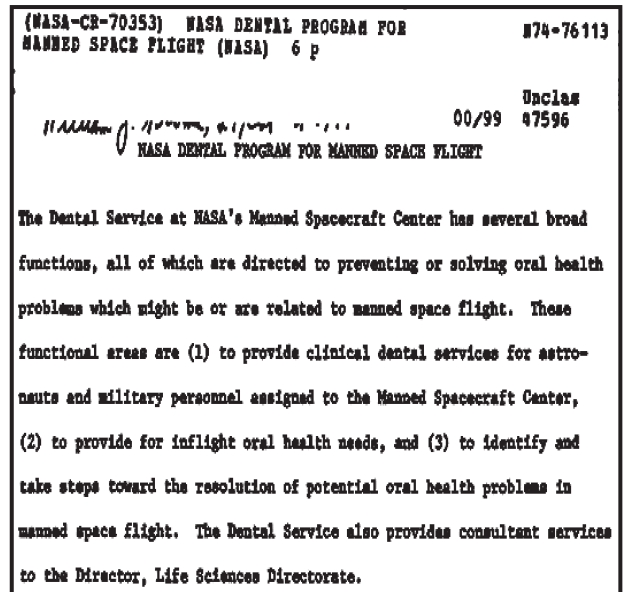 (NASA-CR-70353) NASA DENTAL PROGRAM FOR N74-76113
MANNED SPACE FLIGHT (NASA) 6 p
Unclas
00/99 47596
NASA DENTAL PROGRAM FOR MANNED SPACE FLIGHT
The Dental Service at NASA's Manned Spacecraft Center has several broad
functions, all of which are directed to preventing or solving oral health
problems which might be or are related to manned space flight. These
functional areas are (1) to provide clinical dental services for astro-
nauts and military personnel assigned to the Manned Spacecraft Center,
(2) to provide for inflight oral health needs, and (3) to identify and
take steps toward the resolution of potential oral health problems in
manned space flight. The Dental Service also provides consultant services
to the Director, Life Sciences Directorate.